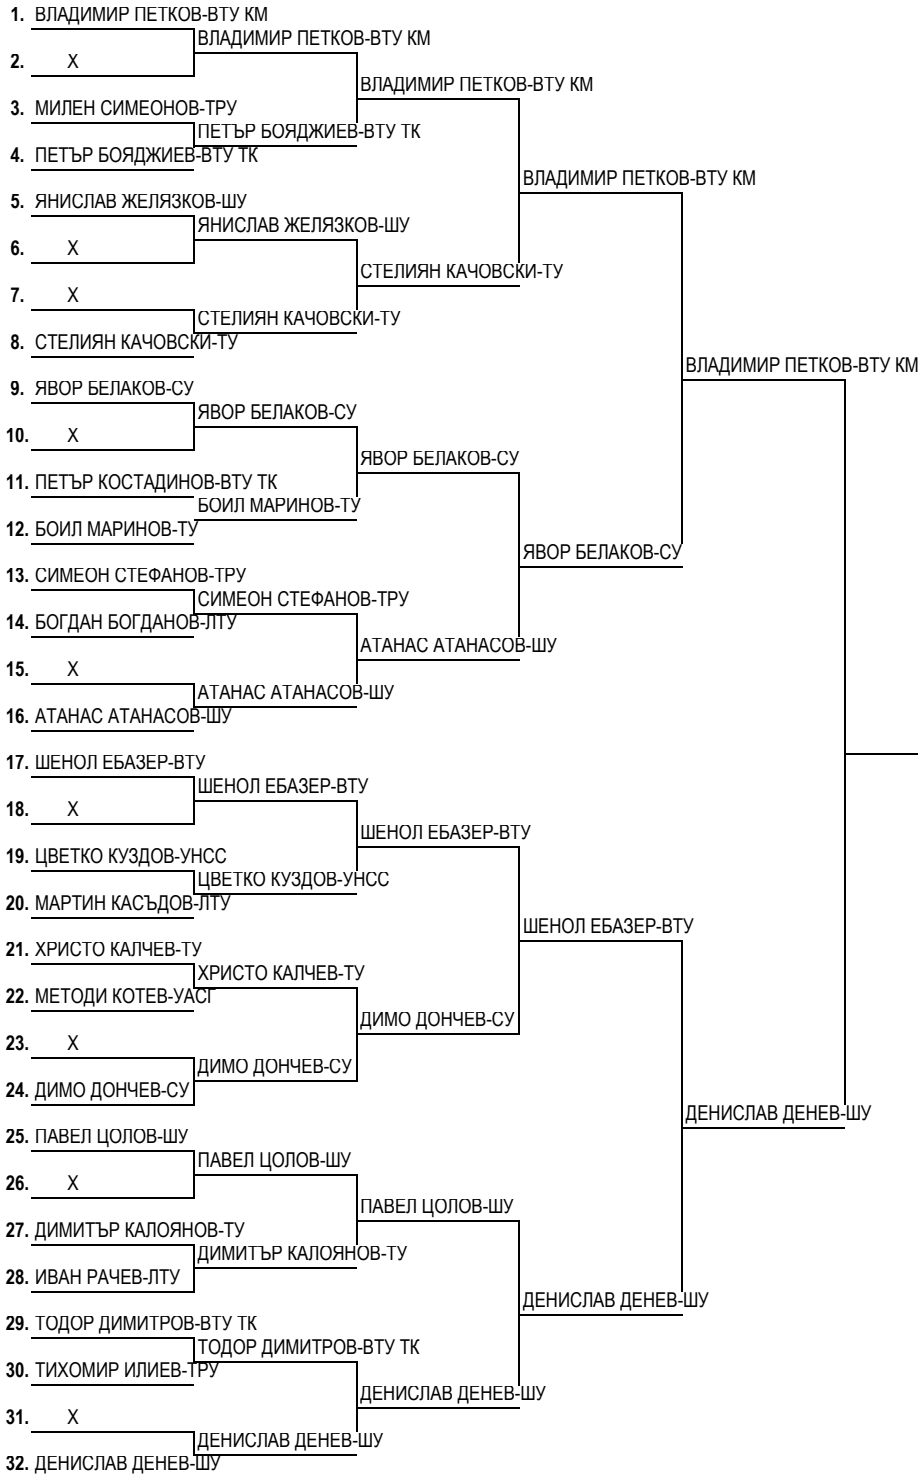 1. ВЛАДИМИР ПЕТКОВ-ВТУ КМ
ВЛАДИМИР ПЕТКОВ-ВТУ КМ
2. X
ВЛАДИМИР ПЕТКОВ-ВТУ КМ
3. МИЛЕН СИМЕОНОВ-ТРУ
ПЕТЪР БОЯДЖИЕВ-ВТУ ТК
4. ПЕТЪР БОЯДЖИЕВ-ВТУ ТК
ВЛАДИМИР ПЕТКОВ-ВТУ КМ
5. ЯНИСЛАВ ЖЕЛЯЗКОВ-ШУ
ЯНИСЛАВ ЖЕЛЯЗКОВ-ШУ
6. X
СТЕЛИЯН КАЧОВСКИ-ТУ
7. X
СТЕЛИЯН КАЧОВСКИ-ТУ
8. СТЕЛИЯН КАЧОВСКИ-ТУ
ВЛАДИМИР ПЕТКОВ-ВТУ КМ
9. ЯВОР БЕЛАКОВ-СУ
ЯВОР БЕЛАКОВ-СУ
10. X
ЯВОР БЕЛАКОВ-СУ
11. ПЕТЪР КОСТАДИНОВ-ВТУ ТК
БОИЛ МАРИНОВ-ТУ
12. БОИЛ МАРИНОВ-ТУ
ЯВОР БЕЛАКОВ-СУ
13. СИМЕОН СТЕФАНОВ-ТРУ
СИМЕОН СТЕФАНОВ-ТРУ
14. БОГДАН БОГДАНОВ-ЛТУ
АТАНАС АТАНАСОВ-ШУ
15. X
АТАНАС АТАНАСОВ-ШУ
16. АТАНАС АТАНАСОВ-ШУ
17. ШЕНОЛ ЕБАЗЕР-ВТУ
ШЕНОЛ ЕБАЗЕР-ВТУ
18. X
ШЕНОЛ ЕБАЗЕР-ВТУ
19. ЦВЕТКО КУЗДОВ-УНСС
ЦВЕТКО КУЗДОВ-УНСС
20. МАРТИН КАСЪДОВ-ЛТУ
ШЕНОЛ ЕБАЗЕР-ВТУ
21. ХРИСТО КАЛЧЕВ-ТУ
ХРИСТО КАЛЧЕВ-ТУ
22. МЕТОДИ КОТЕВ-УАСГ
ДИМО ДОНЧЕВ-СУ
23. X
ДИМО ДОНЧЕВ-СУ
24. ДИМО ДОНЧЕВ-СУ
ДЕНИСЛАВ ДЕНЕВ-ШУ
25. ПАВЕЛ ЦОЛОВ-ШУ
ПАВЕЛ ЦОЛОВ-ШУ
26. X
ПАВЕЛ ЦОЛОВ-ШУ
27. ДИМИТЪР КАЛОЯНОВ-ТУ
ДИМИТЪР КАЛОЯНОВ-ТУ
28. ИВАН РАЧЕВ-ЛТУ
ДЕНИСЛАВ ДЕНЕВ-ШУ
29. ТОДОР ДИМИТРОВ-ВТУ ТК
ТОДОР ДИМИТРОВ-ВТУ ТК
30. ТИХОМИР ИЛИЕВ-ТРУ
ДЕНИСЛАВ ДЕНЕВ-ШУ
31. X
ДЕНИСЛАВ ДЕНЕВ-ШУ
32. ДЕНИСЛАВ ДЕНЕВ-ШУ